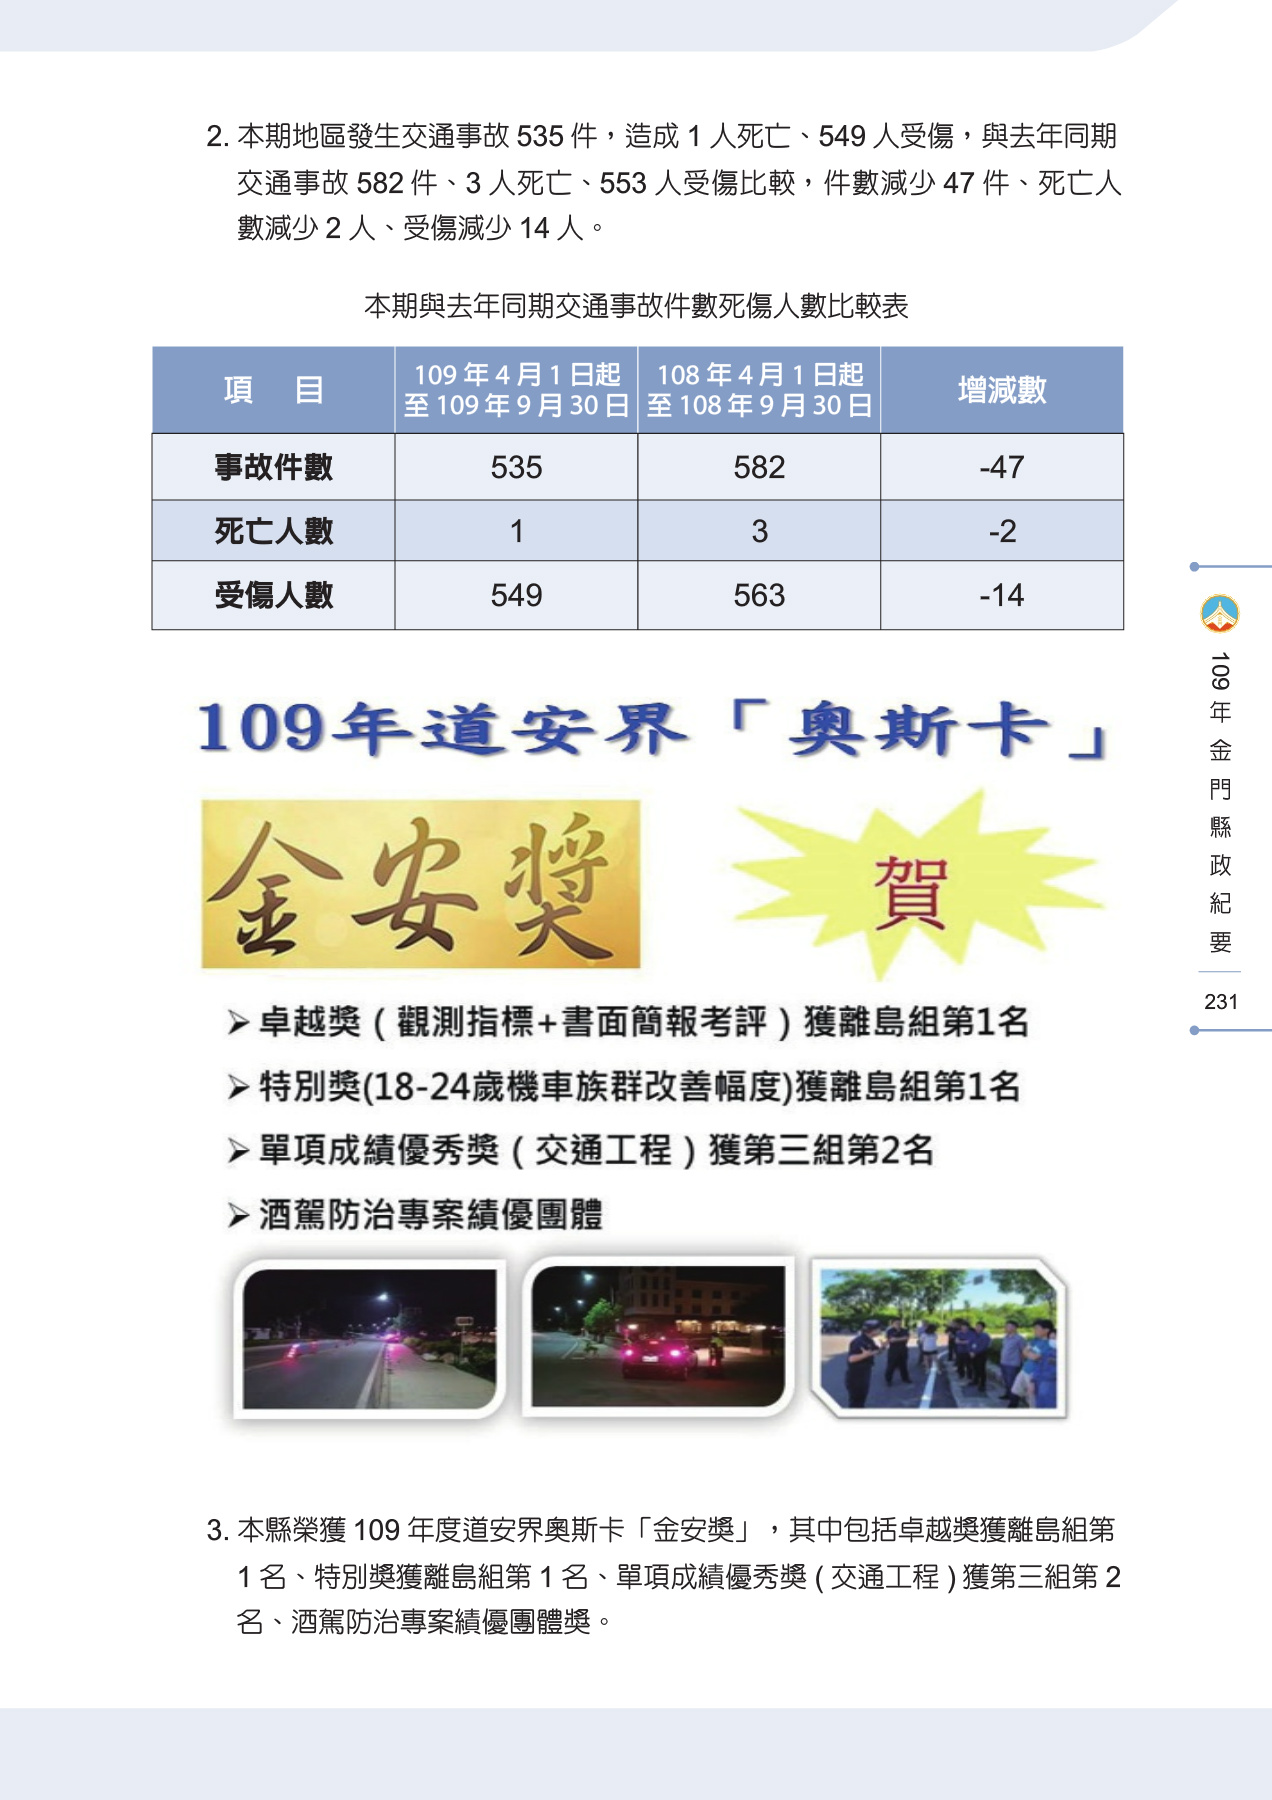 2. 本期地區發生交通事故 535 件，造成 1 人死亡、549 人受傷，與去年同期
交通事故 582 件、3 人死亡、553 人受傷比較，件數減少 47 件、死亡人
數減少 2 人、受傷減少 14 人。
本期與去年同期交通事故件數死傷人數比較表
項　目 109 年 4 月 1 日起 至 109 年 9 月 30 日 108 年 4 月 1 日起 至 108 年 9 月 30 日 增減數
事故件數 535 582 -47
死亡人數 1 3 -2
受傷人數 549 563 -14
109年道安界「奧斯卡」
金安獎
賀
➢卓越獎（觀測指標+書面簡報考評）獲離島組第1名
➢特別獎(18-24歲機車族群改善幅度)獲離島組第1名
➢單項成績優秀獎（交通工程）獲第三組第2名
➢酒駕防治專案績優團體
3. 本縣榮獲 109 年度道安界奧斯卡「金安獎」，其中包括卓越獎獲離島組第
1 名、特別獎獲離島組第 1 名、單項成績優秀獎 ( 交通工程 ) 獲第三組第 2
名、酒駕防治專案績優團體獎。
109年金門縣政紀要
231